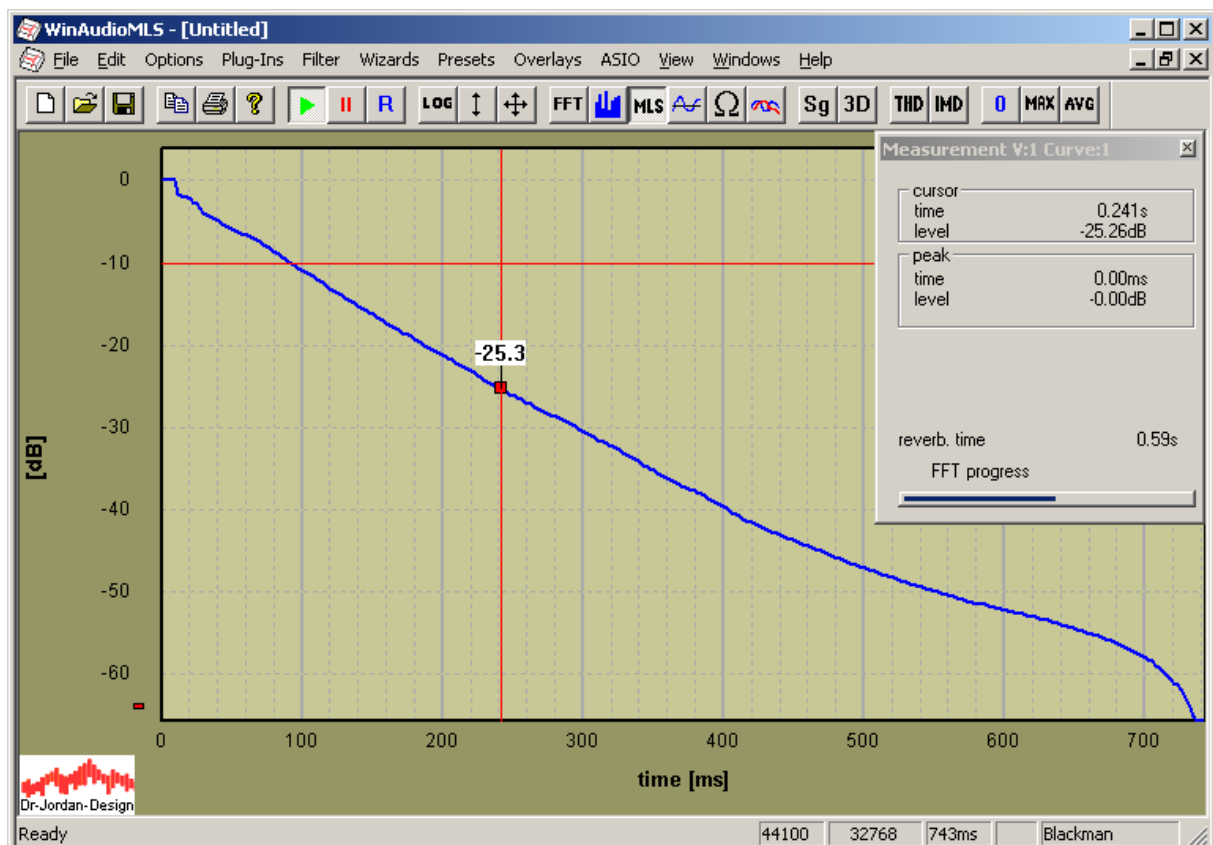 WinAudioMLS - [Untitled]
File Edit Options Plug-Ins Filter Wizards Presets Overlays ASIO View Windows Help
R LOG FFT MLS Ω Sg 3D THD IMD 0 MAX AVG
Measurement V:1 Curve:1
cursor
time 0.241s
level -25.26dB
peak
time 0.00ms
level -0.00dB
reverb. time 0.59s
FFT progress
0
-10
-20
-25.3
-30
-40
-50
-60
[dB]
0 100 200 300 400 500 600 700
time [ms]
Dr-Jordan-Design
Ready 44100 32768 743ms Blackman